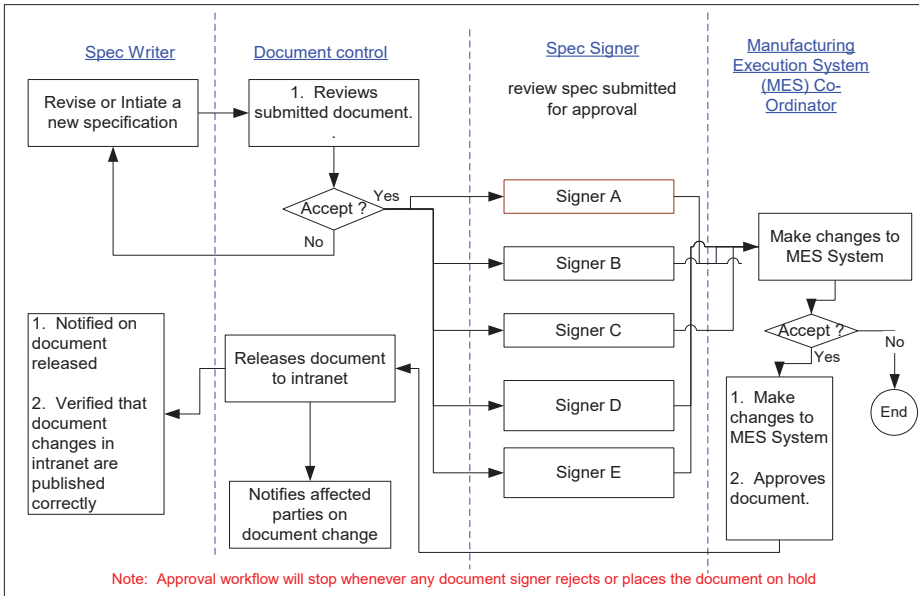 Spec Writer
Revise or Intiate a
new specification
Document control
1. Reviews
submitted document.
.
Accept ?
Yes
No
Spec Signer
review spec submitted
for approval
Signer A
Signer B
Signer C
Signer D
Signer E
Manufacturing
Execution System
(MES) Co-
Ordinator
Make changes to
MES System
Accept ?
No
Yes
End
1. Make
changes to
MES System
2. Approves
document.
Releases document
to intranet
Notifies affected
parties on
document change
1. Notified on
document
released
2. Verified that
document
changes in
intranet are
published
correctly
Note: Approval workflow will stop whenever any document signer rejects or places the document on hold